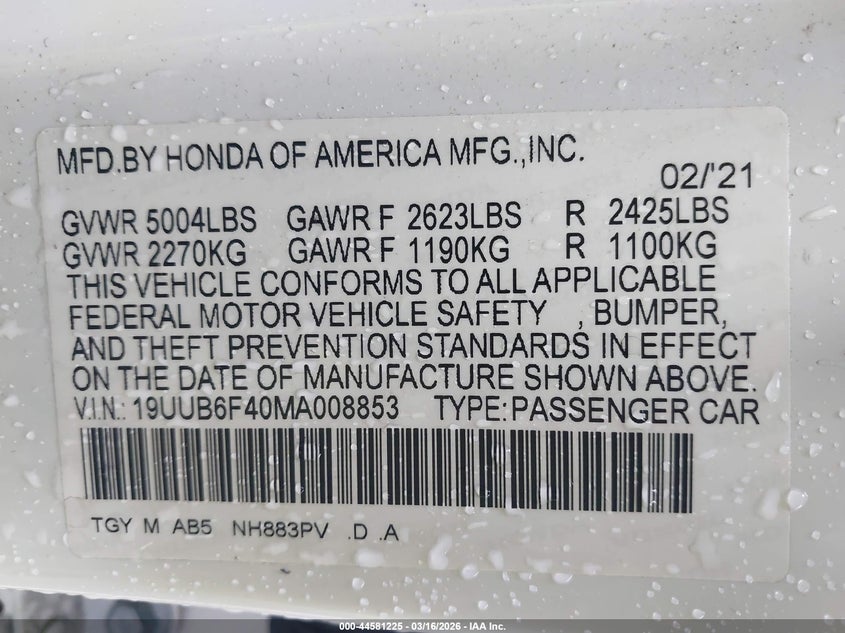 MFD.BY HONDA OF AMERICA MFG.,INC.
02/'21
GVWR 5004LBS GAWR F 2623LBS R 2425LBS
GVWR 2270KG GAWR F 1190KG R 1100KG
THIS VEHICLE CONFORMS TO ALL APPLICABLE
FEDERAL MOTOR VEHICLE SAFETY , BUMPER,
AND THEFT PREVENTION STANDARDS IN EFFECT
ON THE DATE OF MANUFACTURE SHOWN ABOVE.
V.I.N.: 19UUB6F40MA008853 TYPE: PASSENGER CAR
TGY M AB5 NH883PV .D .A
000-44581225 - 03/16/2026 - IAA Inc.